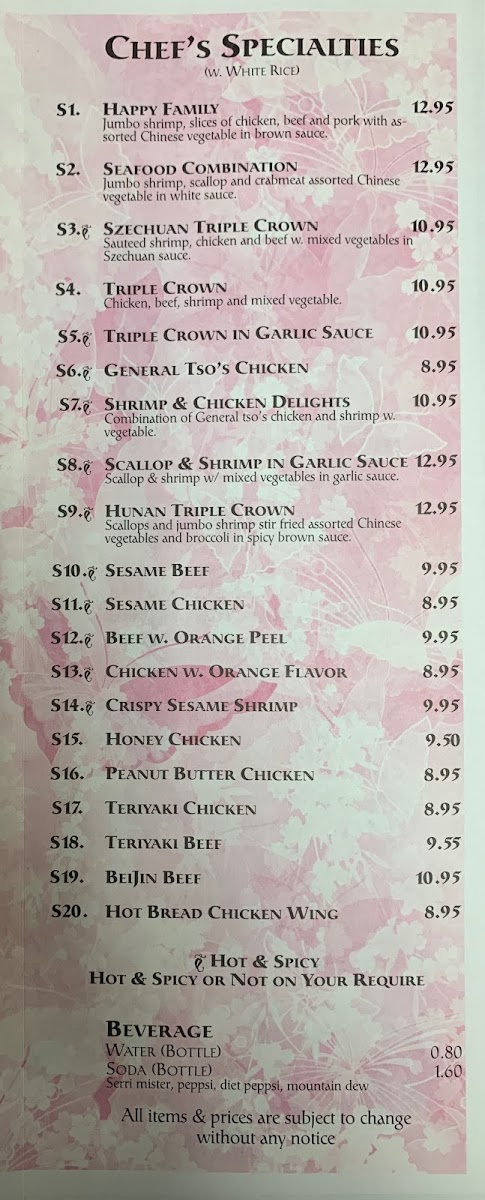 Chef's Specialties
(w. White Rice)
S1. Happy Family 12.95
Jumbo shrimp, slices of chicken, beef and pork with as-
sorted Chinese vegetable in brown sauce.
S2. Seafood Combination 12.95
Jumbo shrimp, scallop and crabmeat assorted Chinese
vegetable in white sauce.
S3. Szechuan Triple Crown 10.95
Sauteed shrimp, chicken and beef w. mixed vegetables in
Szechuan sauce.
S4. Triple Crown 10.95
Chicken, beef, shrimp and mixed vegetable.
S5. Triple Crown in Garlic Sauce 10.95
S6. General Tso's Chicken 8.95
S7. Shrimp & Chicken Delights 10.95
Combination of General tso's chicken and shrimp w.
vegetable.
S8. Scallop & Shrimp in Garlic Sauce 12.95
Scallop & shrimp w/ mixed vegetables in garlic sauce.
S9. Hunan Triple Crown 12.95
Scallops and jumbo shrimp stir fried assorted Chinese
vegetables and broccoli in spicy brown sauce.
S10. Sesame Beef 9.95
S11. Sesame Chicken 8.95
S12. Beef w. Orange Peel 9.95
S13. Chicken w. Orange Flavor 8.95
S14. Crispy Sesame Shrimp 9.95
S15. Honey Chicken 9.50
S16. Peanut Butter Chicken 8.95
S17. Teriyaki Chicken 8.95
S18. Teriyaki Beef 9.55
S19. BeiJin Beef 10.95
S20. Hot Bread Chicken Wing 8.95
Hot & Spicy
Hot & Spicy or Not on Your Require
Beverage
Water (Bottle) 0.80
Soda (Bottle) 1.60
Serri mister, peppsi, diet peppsi, mountain dew
All items & prices are subject to change
without any notice